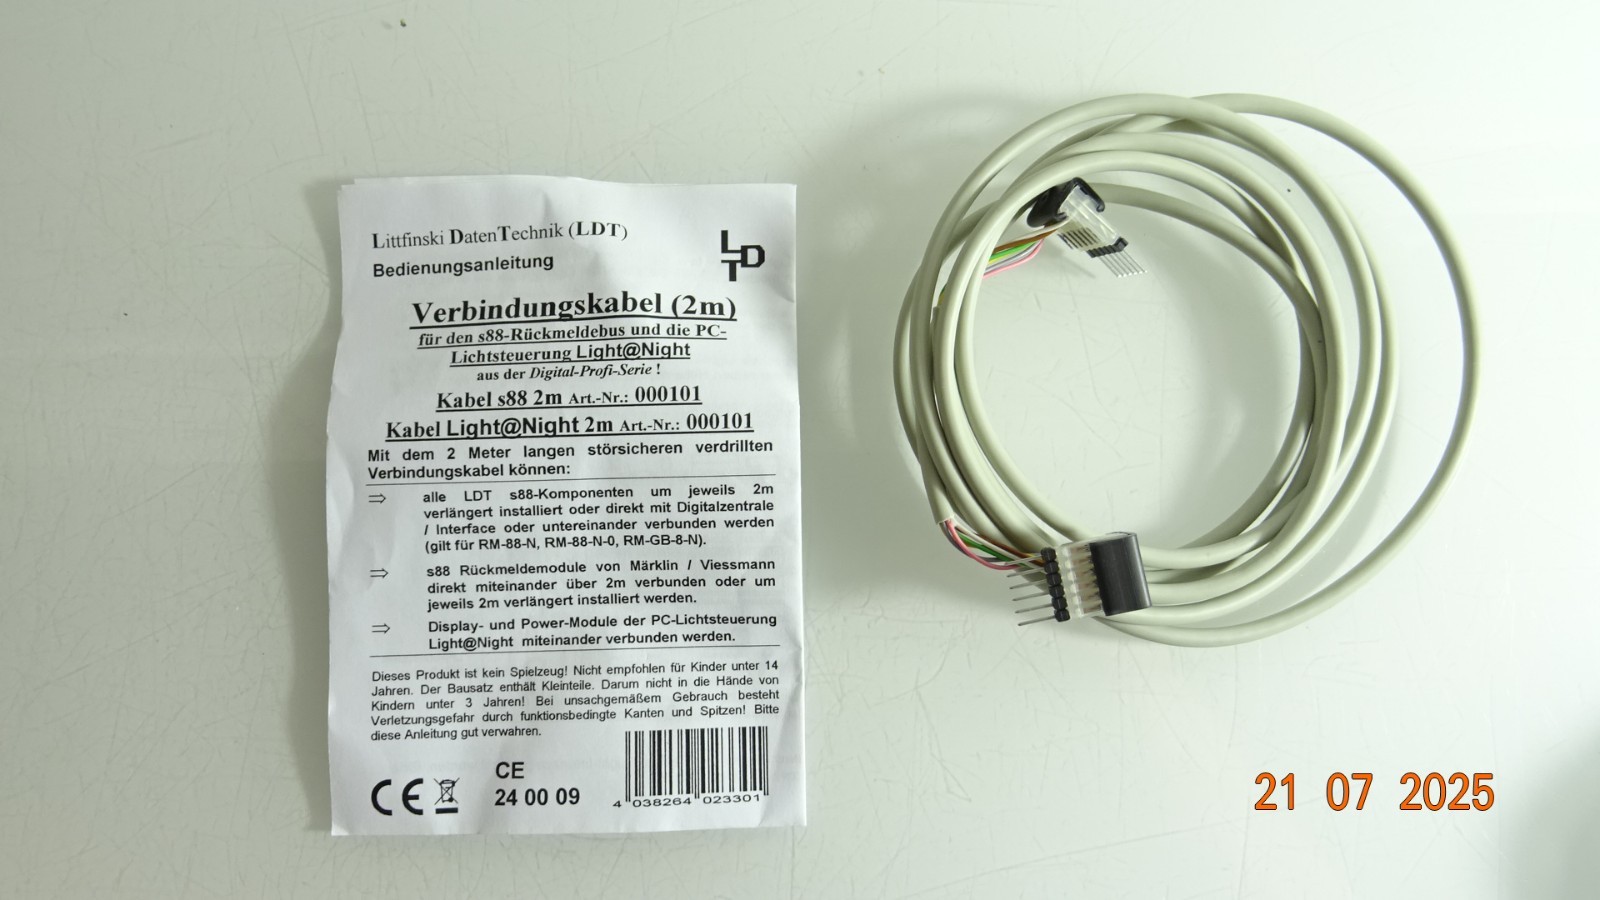 Littfinski DatenTechnik (LDT)
Bedienungsanleitung
LDT
Verbindungskabel (2m)
für den s88-Rückmeldebus und die PC-
Lichtsteuerung Light@Night
aus der Digital-Profi-Serie !
Kabel s88 2m Art.-Nr.: 000101
Kabel Light@Night 2m Art.-Nr.: 000101
Mit dem 2 Meter langen störsicheren verdrillten
Verbindungskabel können:
⇒ alle LDT s88-Komponenten um jeweils 2m
verlängert installiert oder direkt mit Digitalzentrale
/ Interface oder untereinander verbunden werden
(gilt für RM-88-N, RM-88-N-0, RM-GB-8-N).
⇒ s88 Rückmeldemodule von Märklin / Viessmann
direkt miteinander über 2m verbunden oder um
jeweils 2m verlängert installiert werden.
⇒ Display- und Power-Module der PC-Lichtsteuerung
Light@Night miteinander verbunden werden.
Dieses Produkt ist kein Spielzeug! Nicht empfohlen für Kinder unter 14
Jahren. Der Bausatz enthält Kleinteile. Darum nicht in die Hände von
Kindern unter 3 Jahren! Bei unsachgemäßem Gebrauch besteht
Verletzungsgefahr durch funktionsbedingte Kanten und Spitzen! Bitte
diese Anleitung gut verwahren.
CE
CE
24 00 09
4 038264 023301
21 07 2025